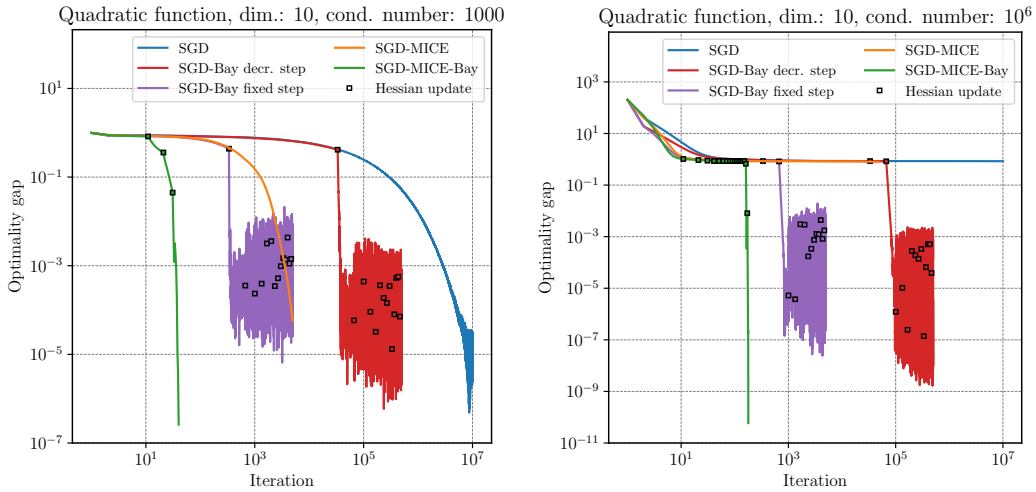 Quadratic function, dim.: 10, cond. number: 1000
SGD
SGD-Bay decr. step
SGD-Bay fixed step
SGD-MICE
SGD-MICE-Bay
Hessian update
Optimality gap
10^1
10^-1
10^-3
10^-5
10^-7
10^1
10^3
10^5
10^7
Iteration
Quadratic function, dim.: 10, cond. number: 10^6
SGD
SGD-Bay decr. step
SGD-Bay fixed step
SGD-MICE
SGD-MICE-Bay
Hessian update
Optimality gap
10^3
10^1
10^-1
10^-3
10^-5
10^-7
10^-9
10^-11
10^1
10^3
10^5
10^7
Iteration